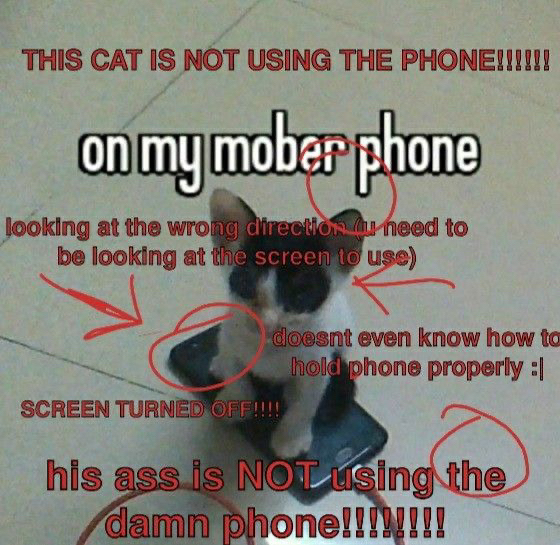 THIS CAT IS NOT USING THE PHONE!!!!!!
on my mober phone
looking at the wrong direction (u need to
be looking at the screen to use)
doesnt even know how to
hold phone properly :|
SCREEN TURNED OFF!!!!
his ass is NOT using the
damn phone!!!!!!!!